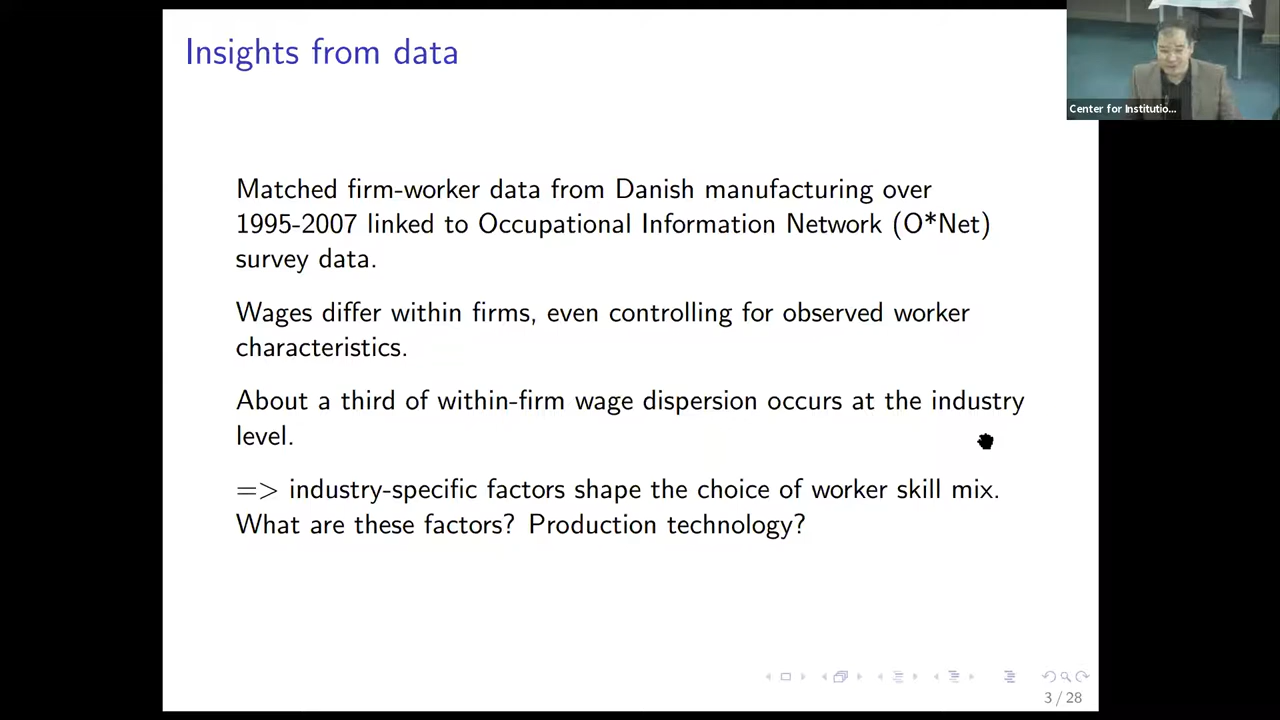 Insights from data
Center for Institutio...
Matched firm-worker data from Danish manufacturing over
1995-2007 linked to Occupational Information Network (O*Net)
survey data.
Wages differ within firms, even controlling for observed worker
characteristics.
About a third of within-firm wage dispersion occurs at the industry
level.
=> industry-specific factors shape the choice of worker skill mix.
What are these factors? Production technology?
3 / 28